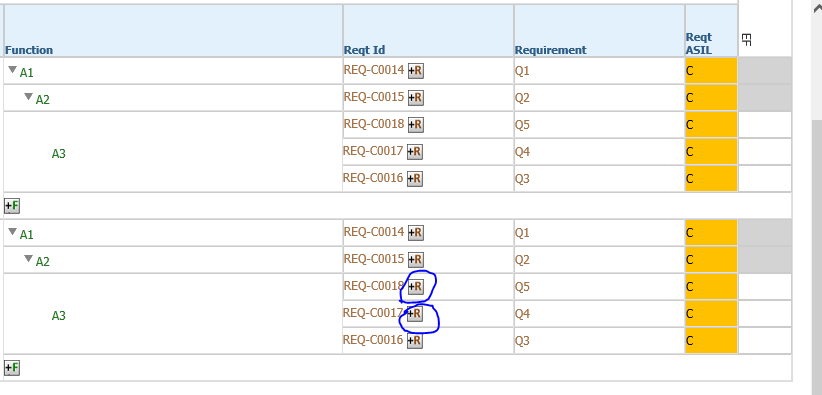 Function Reqt Id Requirement Reqt ASIL EF
A1 REQ-C0014 +R Q1 C
A2 REQ-C0015 +R Q2 C
REQ-C0018 +R Q5 C
A3 REQ-C0017 +R Q4 C
REQ-C0016 +R Q3 C
+F
A1 REQ-C0014 +R Q1 C
A2 REQ-C0015 +R Q2 C
REQ-C0018 +R Q5 C
A3 REQ-C0017 +R Q4 C
REQ-C0016 +R Q3 C
+F